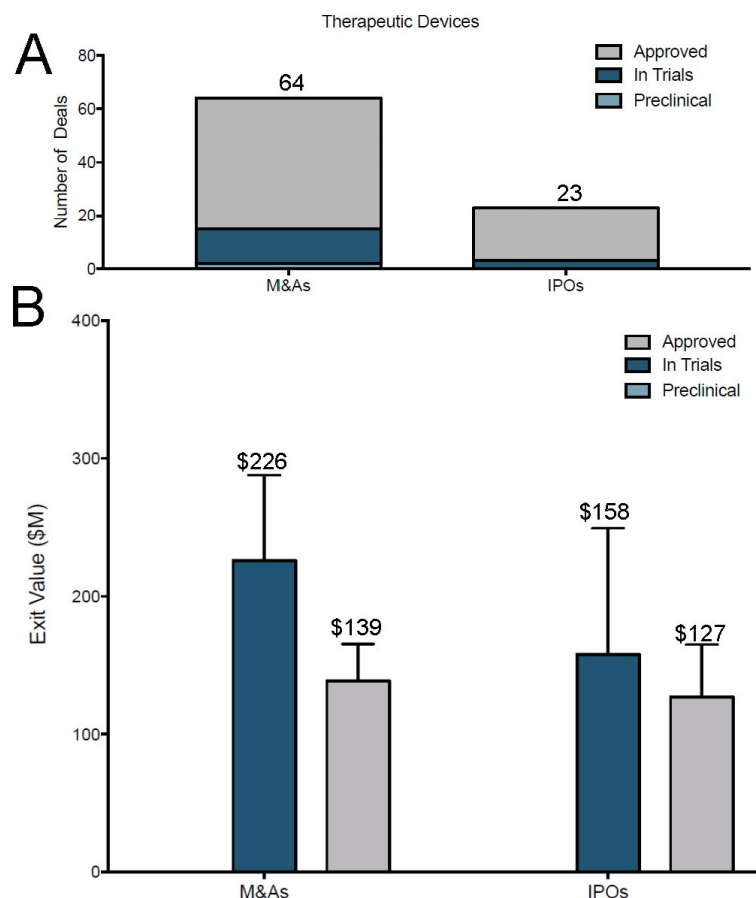 Therapeutic Devices
A
Number of Deals
80
60
40
20
0
64
23
Approved
In Trials
Preclinical
M&As
IPOs
B
Exit Value ($M)
400
300
200
100
0
Approved
In Trials
Preclinical
$226
$139
$158
$127
M&As
IPOs